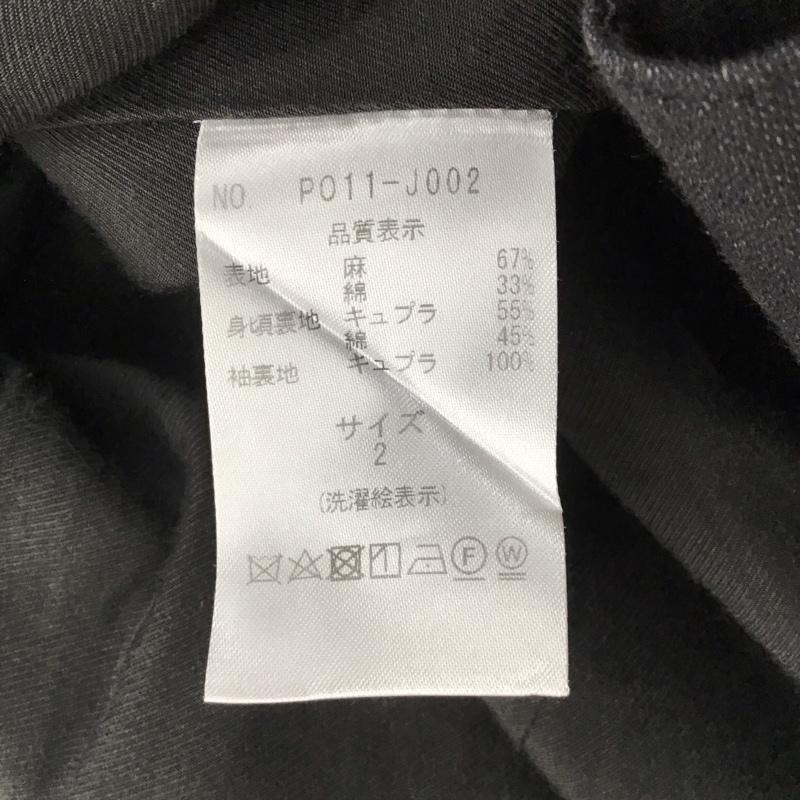 NO P011-J002
品質表示
表地 麻 67%
綿 33%
身頃裏地 キュプラ 55%
綿 45%
袖裏地 キュプラ 100%
サイズ
2
(洗濯絵表示)
F W